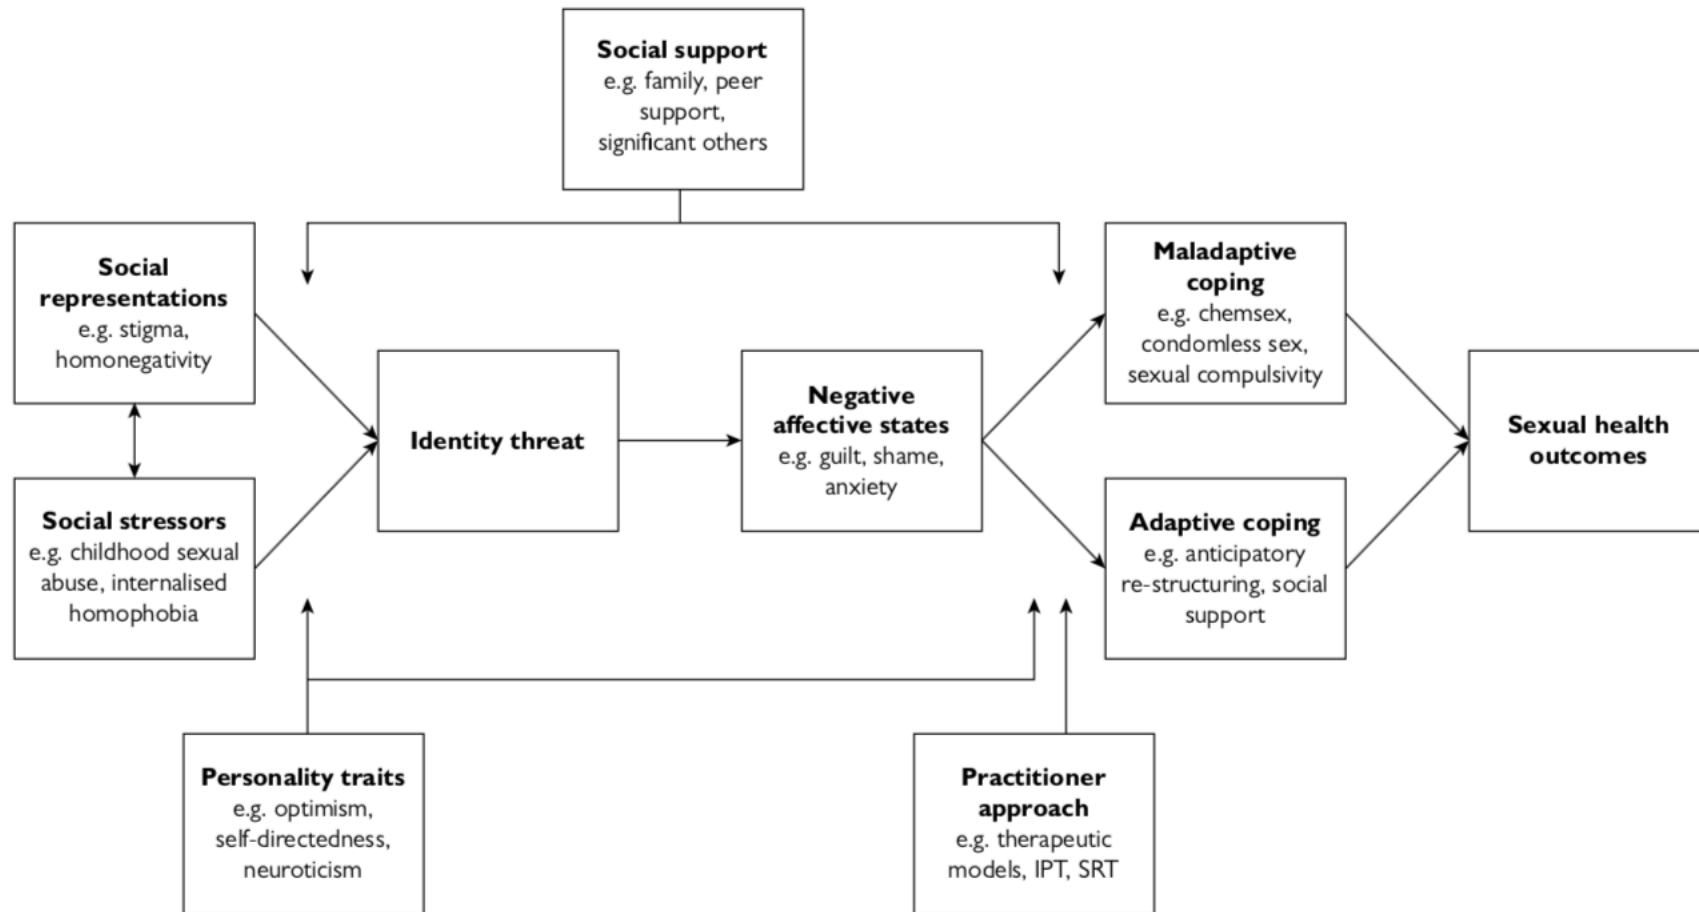 Social support
e.g. family, peer
support,
significant others
Social
representations
e.g. stigma,
homonegativity
Social stressors
e.g. childhood sexual
abuse, internalised
homophobia
Identity threat
Negative
affective states
e.g. guilt, shame,
anxiety
Maladaptive
coping
e.g. chemsex,
condomless sex,
sexual compulsivity
Adaptive coping
e.g. anticipatory
re-structuring, social
support
Sexual health
outcomes
Personality traits
e.g. optimism,
self-directedness,
neuroticism
Practitioner
approach
e.g. therapeutic
models, IPT, SRT